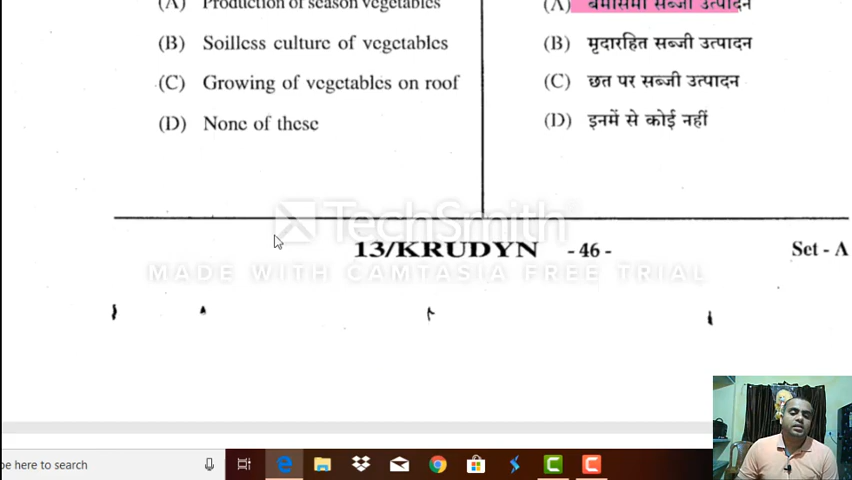 (A) Production of season vegetables
(B) Soilless culture of vegetables
(C) Growing of vegetables on roof
(D) None of these
(A) बेमौसमी सब्जी उत्पादन
(B) मृदारहित सब्जी उत्पादन
(C) छत पर सब्जी उत्पादन
(D) इनमें से कोई नहीं
TechSmith
13/KRUDYN - 46 - Set - A
MADE WITH CAMTASIA FREE TRIAL
pe here to search